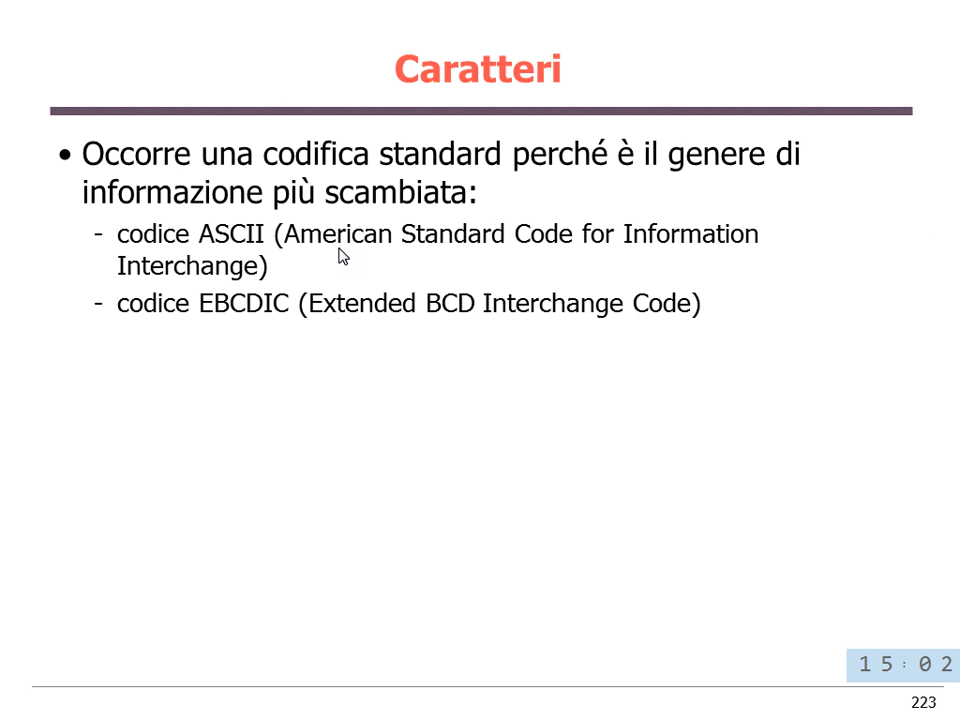 Caratteri
• Occorre una codifica standard perché è il genere di
informazione più scambiata:
- codice ASCII (American Standard Code for Information
Interchange)
- codice EBCDIC (Extended BCD Interchange Code)
15:02
223